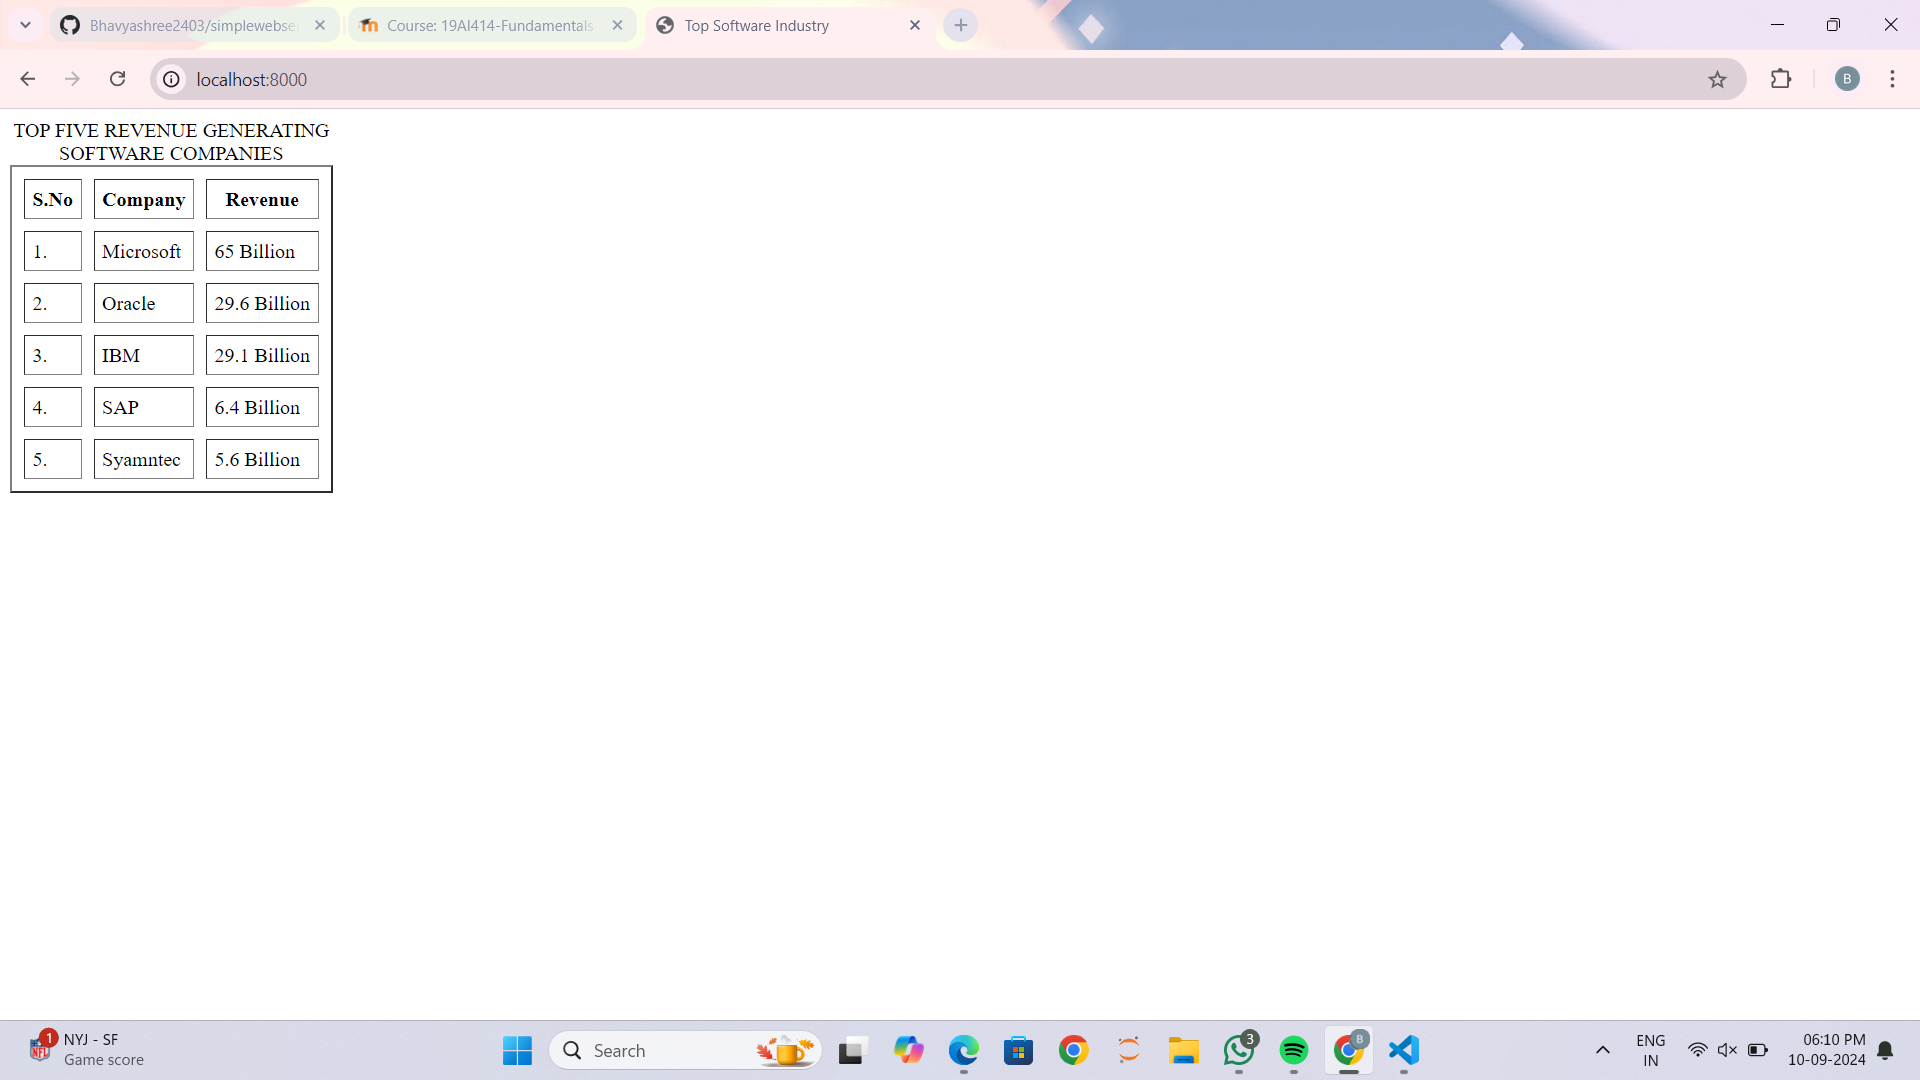 Bhavyashree2403/simplewebse
Course: 19AI414-Fundamentals
Top Software Industry
localhost:8000
B
TOP FIVE REVENUE GENERATING
SOFTWARE COMPANIES
S.No Company Revenue
1. Microsoft 65 Billion
2. Oracle 29.6 Billion
3. IBM 29.1 Billion
4. SAP 6.4 Billion
5. Syamntec 5.6 Billion
1
NFL
NYJ - SF
Game score
Search
3
B
ENG
IN
06:10 PM
10-09-2024